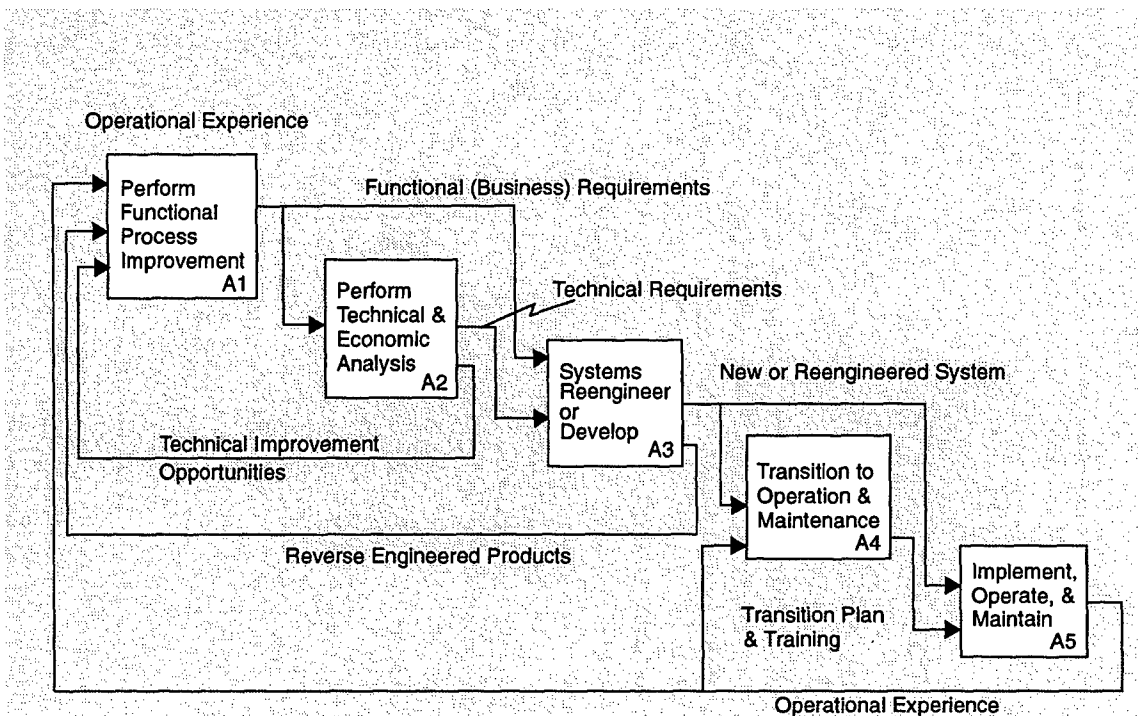 Operational Experience
Perform
Functional
Process
Improvement
A1
Functional (Business) Requirements
Perform
Technical &
Economic
Analysis
A2
Technical Requirements
Systems
Reengineer
or
Develop
A3
New or Reengineered System
Technical Improvement
Opportunities
Transition to
Operation &
Maintenance
A4
Reverse Engineered Products
Implement,
Operate, &
Maintain
A5
Transition Plan
& Training
Operational Experience